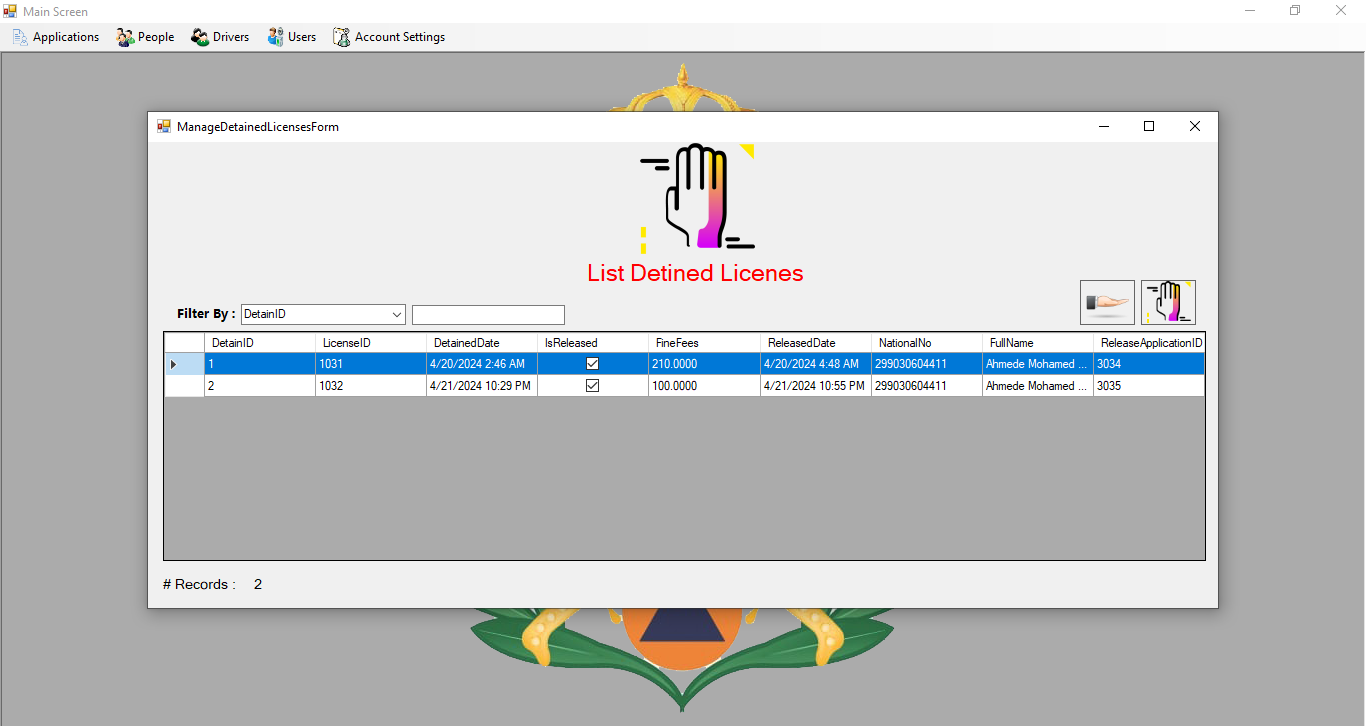 Main Screen
Applications People Drivers Users Account Settings
ManageDetainedLicensesForm
List Detined Licenes
Filter By : DetainID
DetainID LicenseID DetainedDate IsReleased FineFees ReleasedDate NationalNo FullName ReleaseApplicationID
1 1031 4/20/2024 2:46 AM 210.0000 4/20/2024 4:48 AM 299030604411 Ahmede Mohamed ... 3034
2 1032 4/21/2024 10:29 PM 100.0000 4/21/2024 10:55 PM 299030604411 Ahmede Mohamed ... 3035
# Records : 2